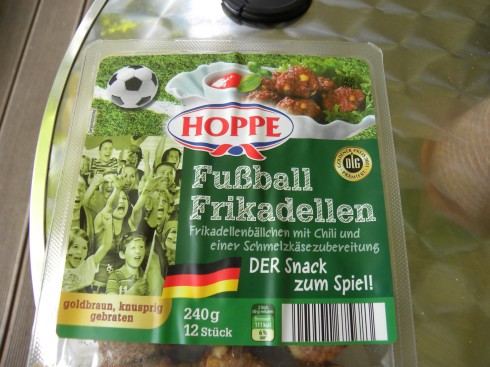 HOPPE
DLG
Fußball
Frikadellen
Frikadellenbällchen mit Chili und
einer Schmelzkäsezubereitung
DER Snack
zum Spiel!
goldbraun, knusprig
gebraten
240g
12 Stück